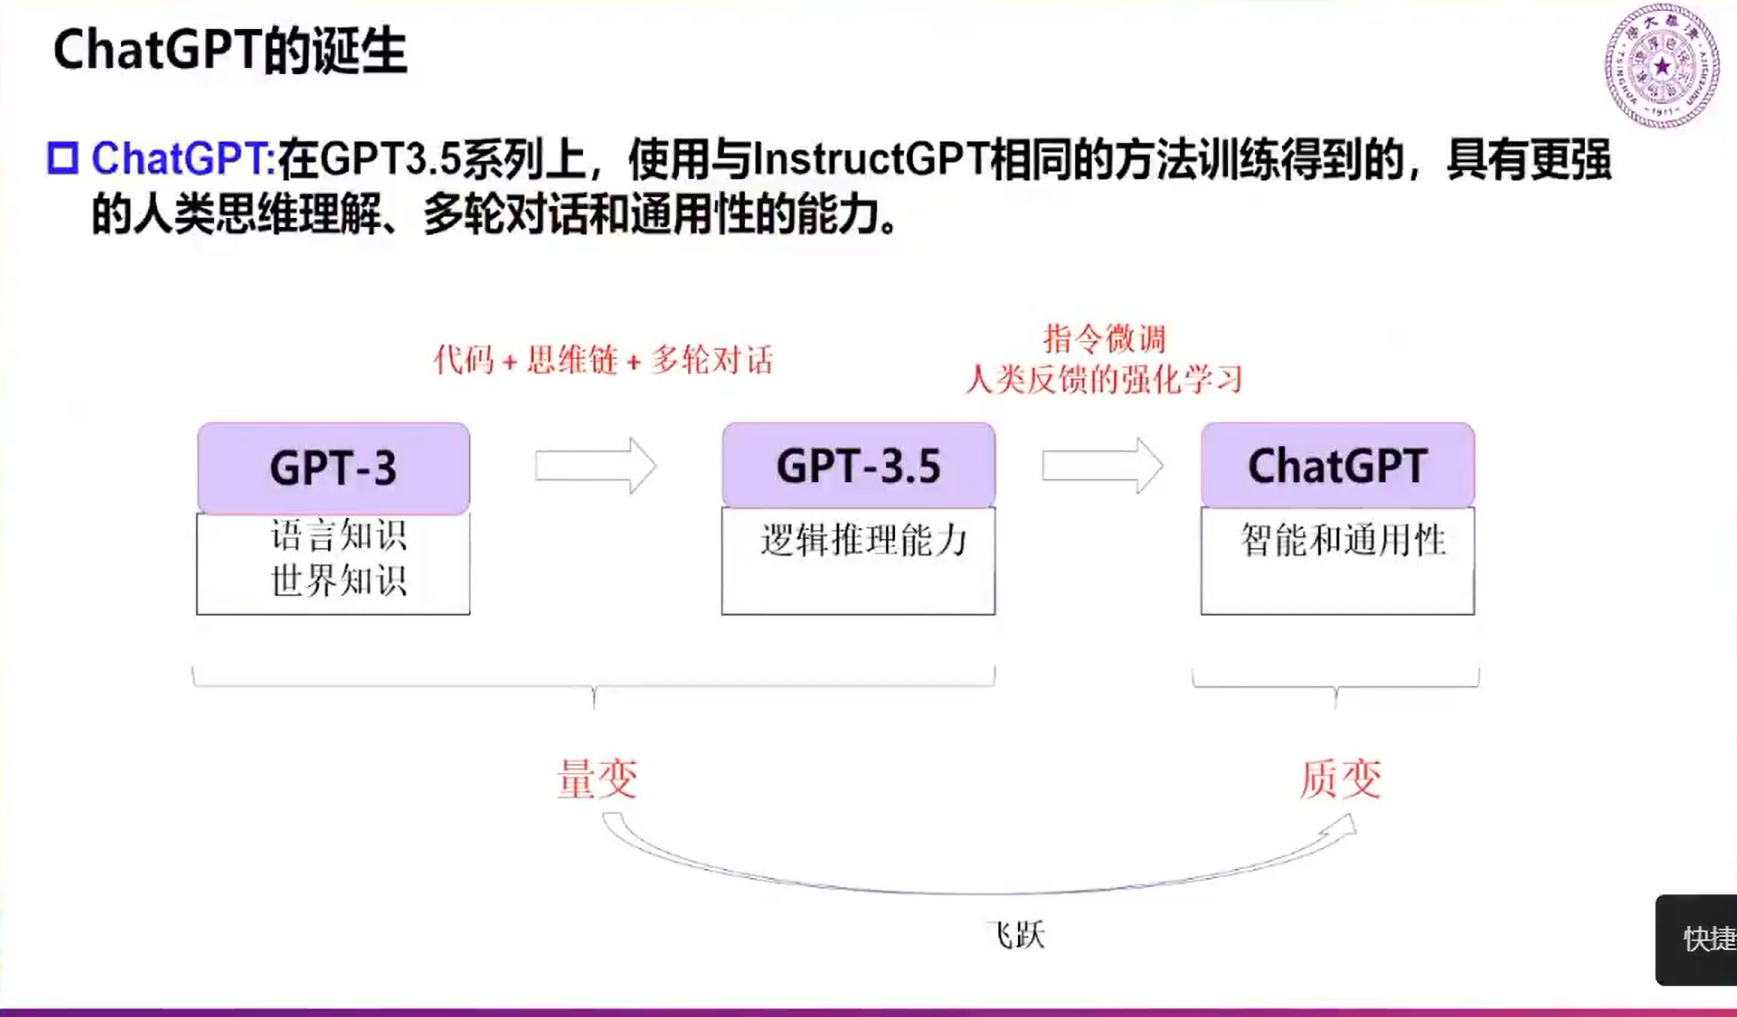 ChatGPT的诞生
ChatGPT:在GPT3.5系列上，使用与InstructGPT相同的方法训练得到的，具有更强
的人类思维理解、多轮对话和通用性的能力。
代码 + 思维链 + 多轮对话
指令微调
人类反馈的强化学习
GPT-3
GPT-3.5
ChatGPT
语言知识
世界知识
逻辑推理能力
智能和通用性
量变
质变
飞跃
快捷
TSINGHUA UNIVERSITY
-1911-